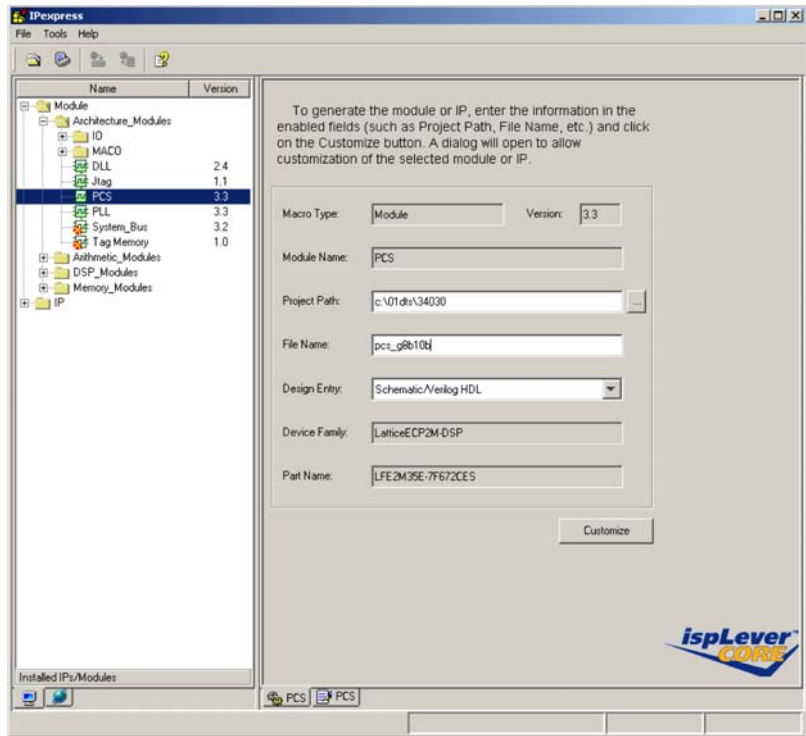 IPexpress
File Tools Help
Name Version
Module
Architecture_Modules
IO
MACO
DLL 2.4
Jtag 1.1
PCS 3.3
PLL 3.3
System_Bus 3.2
Tag Memory 1.0
Arithmetic_Modules
DSP_Modules
Memory_Modules
IP
Installed IPs/Modules
To generate the module or IP, enter the information in the
enabled fields (such as Project Path, File Name, etc.) and click
on the Customize button. A dialog will open to allow
customization of the selected module or IP.
Macro Type: Module Version: 3.3
Module Name: PCS
Project Path: c:\01dts\34030 ...
File Name: pcs_g8b10b
Design Entry: Schematic/Verilog HDL
Device Family: LatticeECP2M-DSP
Part Name: LFE2M35E-7F672CES
Customize
ispLever
CORE
PCS PCS